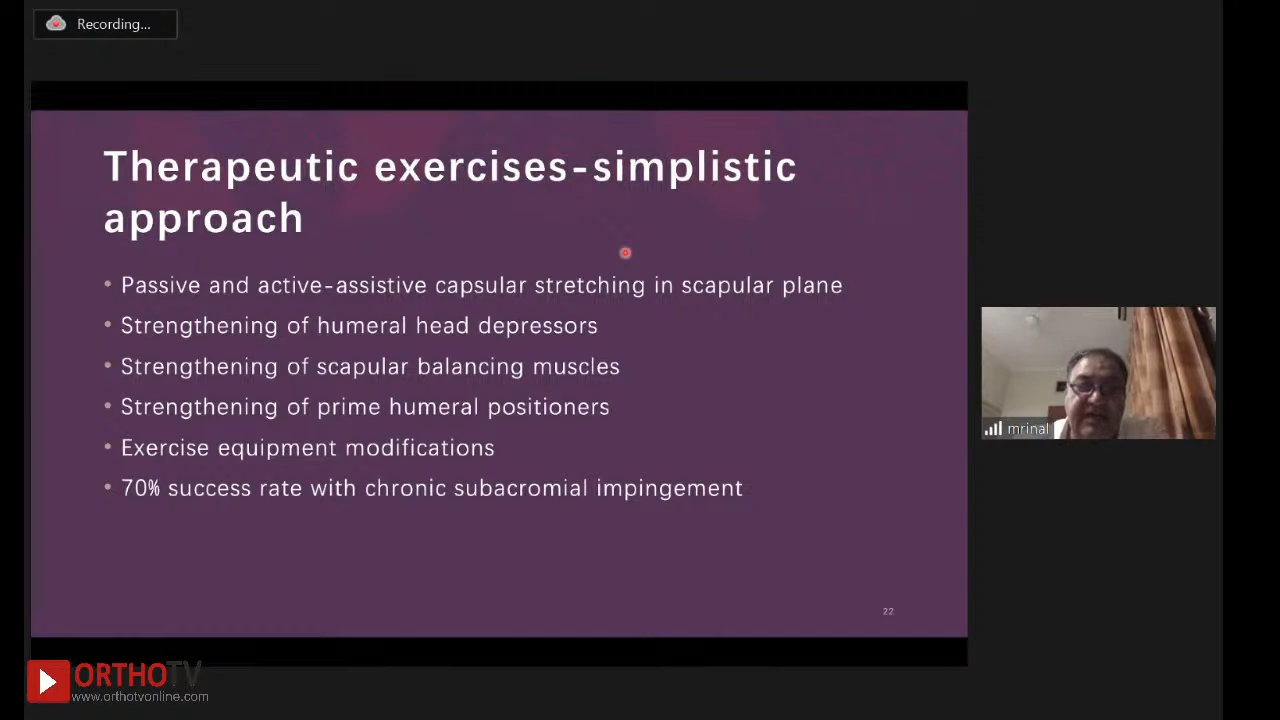 Recording...
Therapeutic exercises-simplistic
approach
• Passive and active-assistive capsular stretching in scapular plane
• Strengthening of humeral head depressors
• Strengthening of scapular balancing muscles
• Strengthening of prime humeral positioners
• Exercise equipment modifications
• 70% success rate with chronic subacromial impingement
22
mrinal
ORTHOTV
www.orthotvonline.com